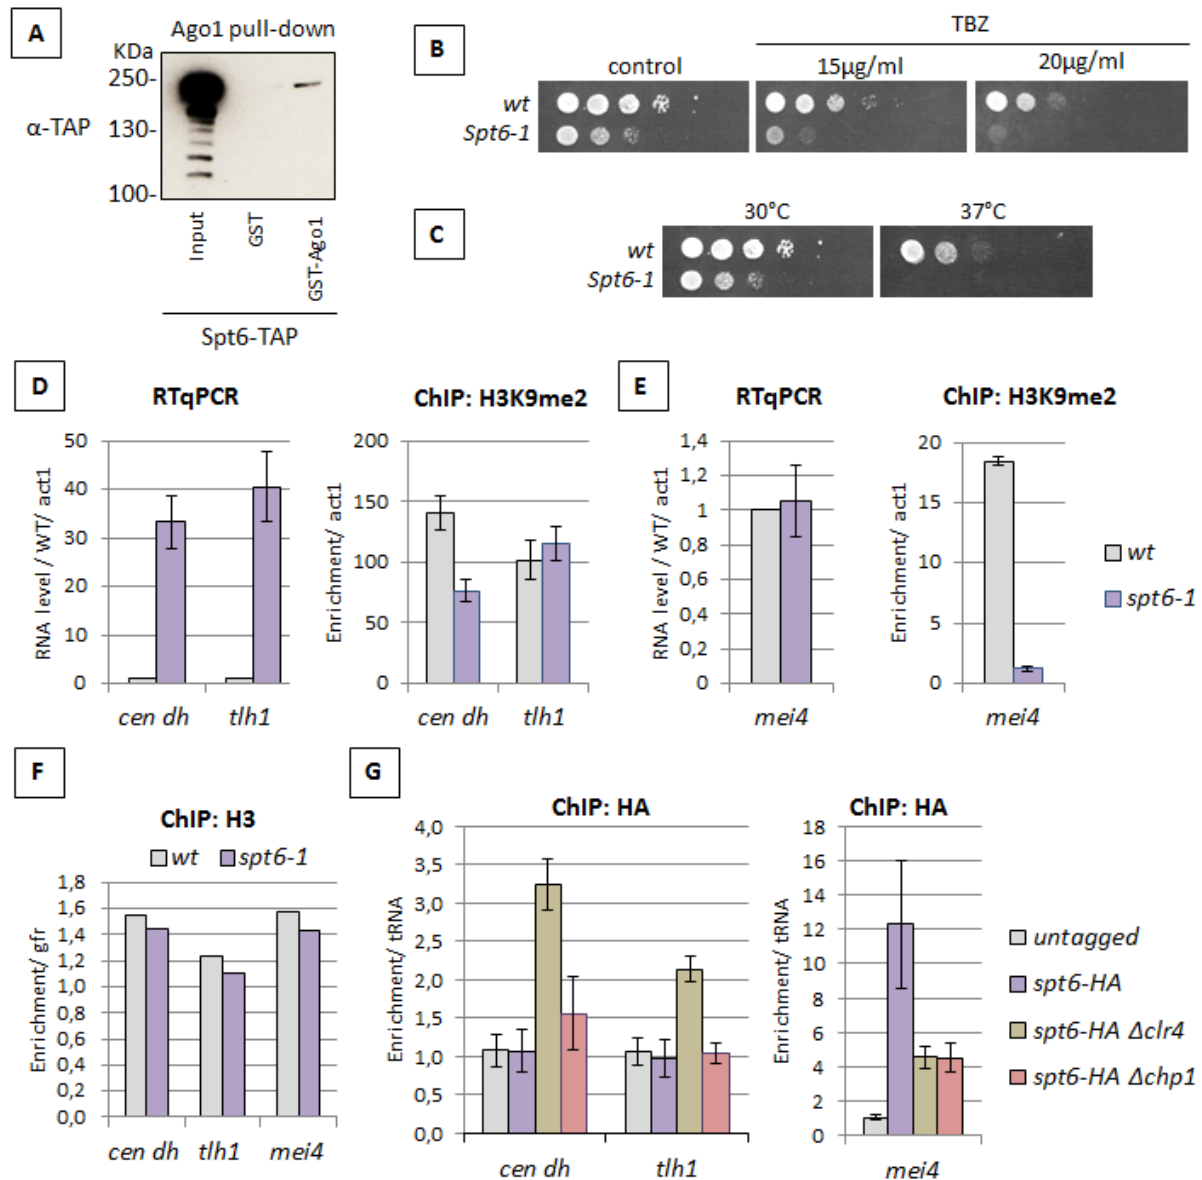 A
Ago1 pull-down
KDa
250-
α-TAP
130-
100-
Input
GST
GST-Ago1
Spt6-TAP
B
TBZ
control
15µg/ml
20µg/ml
wt
Spt6-1
C
30°C
37°C
wt
Spt6-1
D
RTqPCR
RNA level / WT/ act1
50
40
30
20
10
0
cen dh
tlh1
ChIP: H3K9me2
Enrichment/ act1
200
150
100
50
0
cen dh
tlh1
E
RTqPCR
RNA level / WT/ act1
1,4
1,2
1
0,8
0,6
0,4
0,2
0
mei4
ChIP: H3K9me2
Enrichment/ act1
20
15
10
5
0
mei4
wt
spt6-1
F
ChIP: H3
wt
spt6-1
Enrichment/ gfr
1,8
1,6
1,4
1,2
1,0
0,8
0,6
0,4
0,2
0,0
cen dh
tlh1
mei4
G
ChIP: HA
Enrichment/ tRNA
4,0
3,5
3,0
2,5
2,0
1,5
1,0
0,5
0,0
cen dh
tlh1
ChIP: HA
Enrichment/ tRNA
18
16
14
12
10
8
6
4
2
0
mei4
untagged
spt6-HA
spt6-HA Δclr4
spt6-HA Δchp1